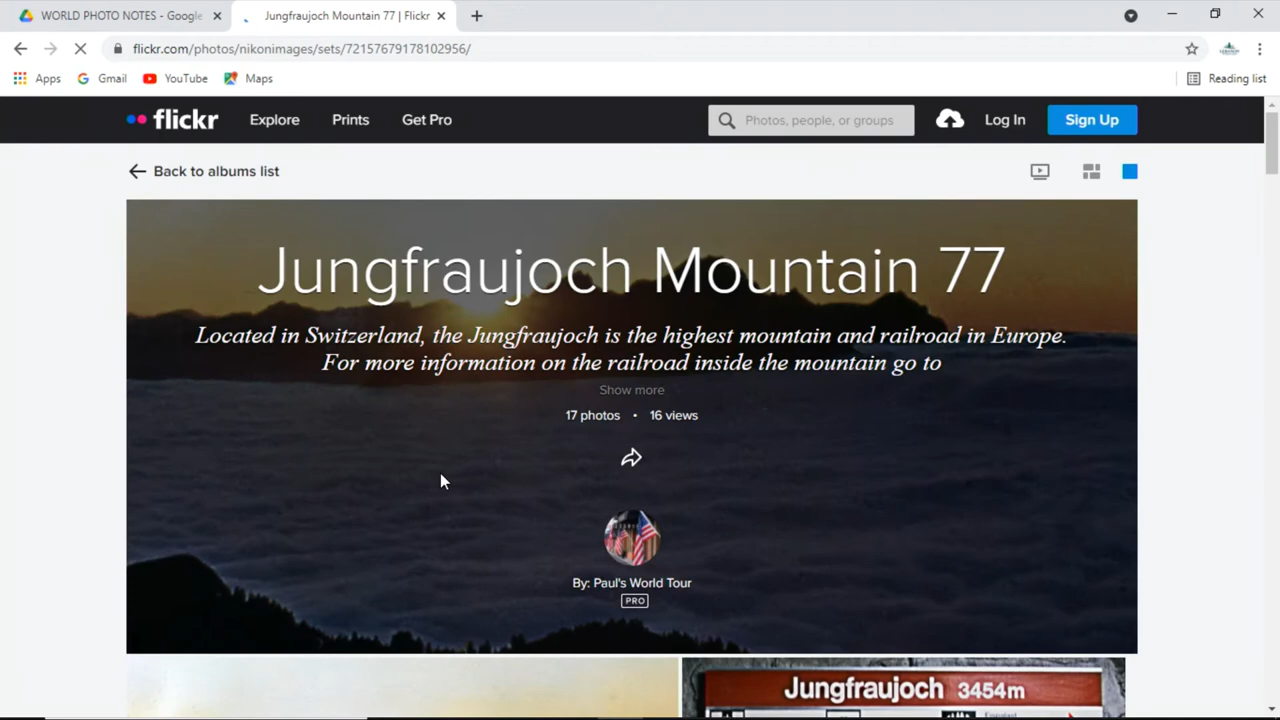 WORLD PHOTO NOTES - Google
Jungfraujoch Mountain 77 | Flickr
flickr.com/photos/nikonimages/sets/72157679178102956/
Apps
Gmail
YouTube
Maps
Reading list
flickr
Explore
Prints
Get Pro
Photos, people, or groups
Log In
Sign Up
Back to albums list
Jungfraujoch Mountain 77
Located in Switzerland, the Jungfraujoch is the highest mountain and railroad in Europe.
For more information on the railroad inside the mountain go to
Show more
17 photos • 16 views
By: Paul's World Tour
PRO
Jungfraujoch 3454m